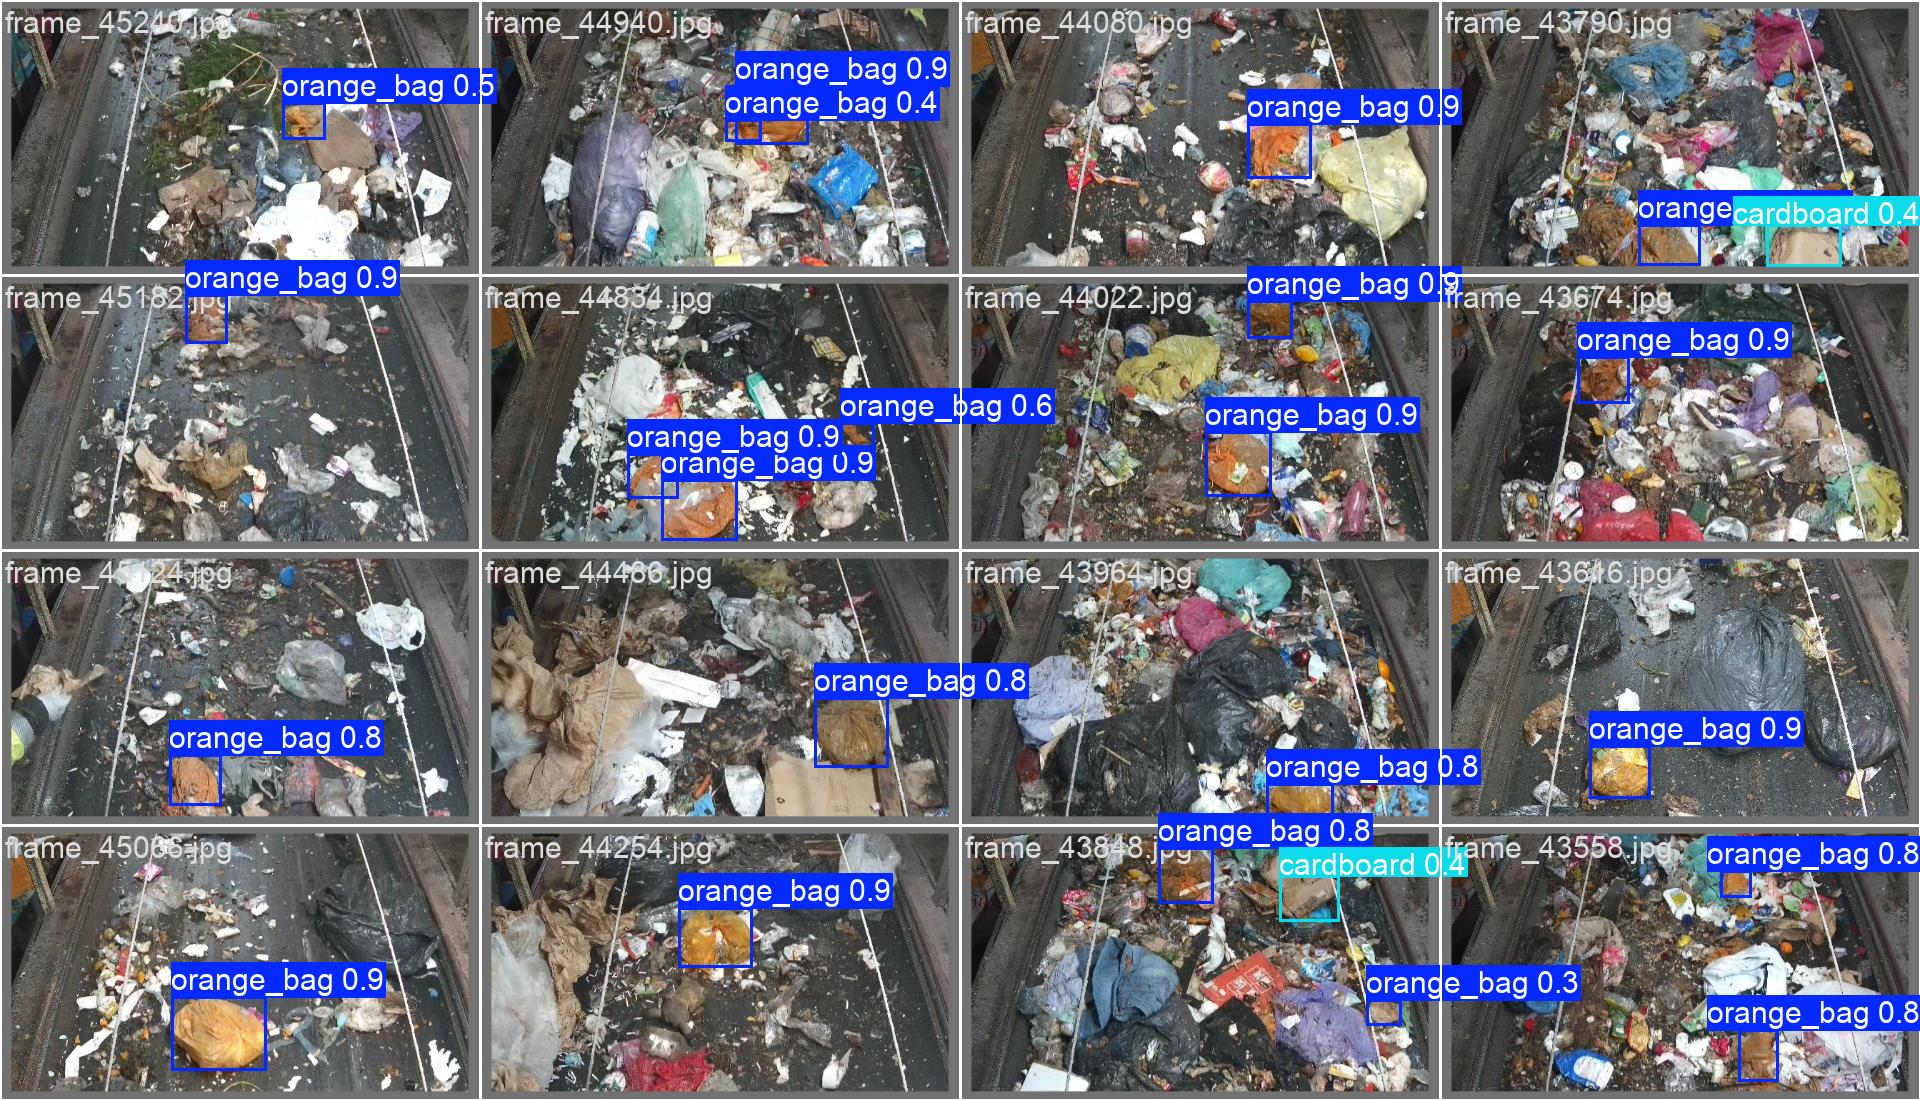 frame_45240.jpg
orange_bag 0.5
frame_44940.jpg
orange_bag 0.9
orange_bag 0.4
frame_44080.jpg
orange_bag 0.9
frame_43790.jpg
orange
cardboard 0.4
frame_45182.jpg
orange_bag 0.9
frame_44834.jpg
orange_bag 0.6
orange_bag 0.9
orange_bag 0.9
frame_44022.jpg
orange_bag 0.9
orange_bag 0.9
frame_43674.jpg
orange_bag 0.9
frame_45124.jpg
orange_bag 0.8
frame_44486.jpg
orange_bag 0.8
frame_43964.jpg
orange_bag 0.8
frame_43616.jpg
orange_bag 0.9
frame_45066.jpg
orange_bag 0.9
frame_44254.jpg
orange_bag 0.9
frame_43848.jpg
orange_bag 0.8
cardboard 0.4
orange_bag 0.3
frame_43558.jpg
orange_bag 0.8
orange_bag 0.8